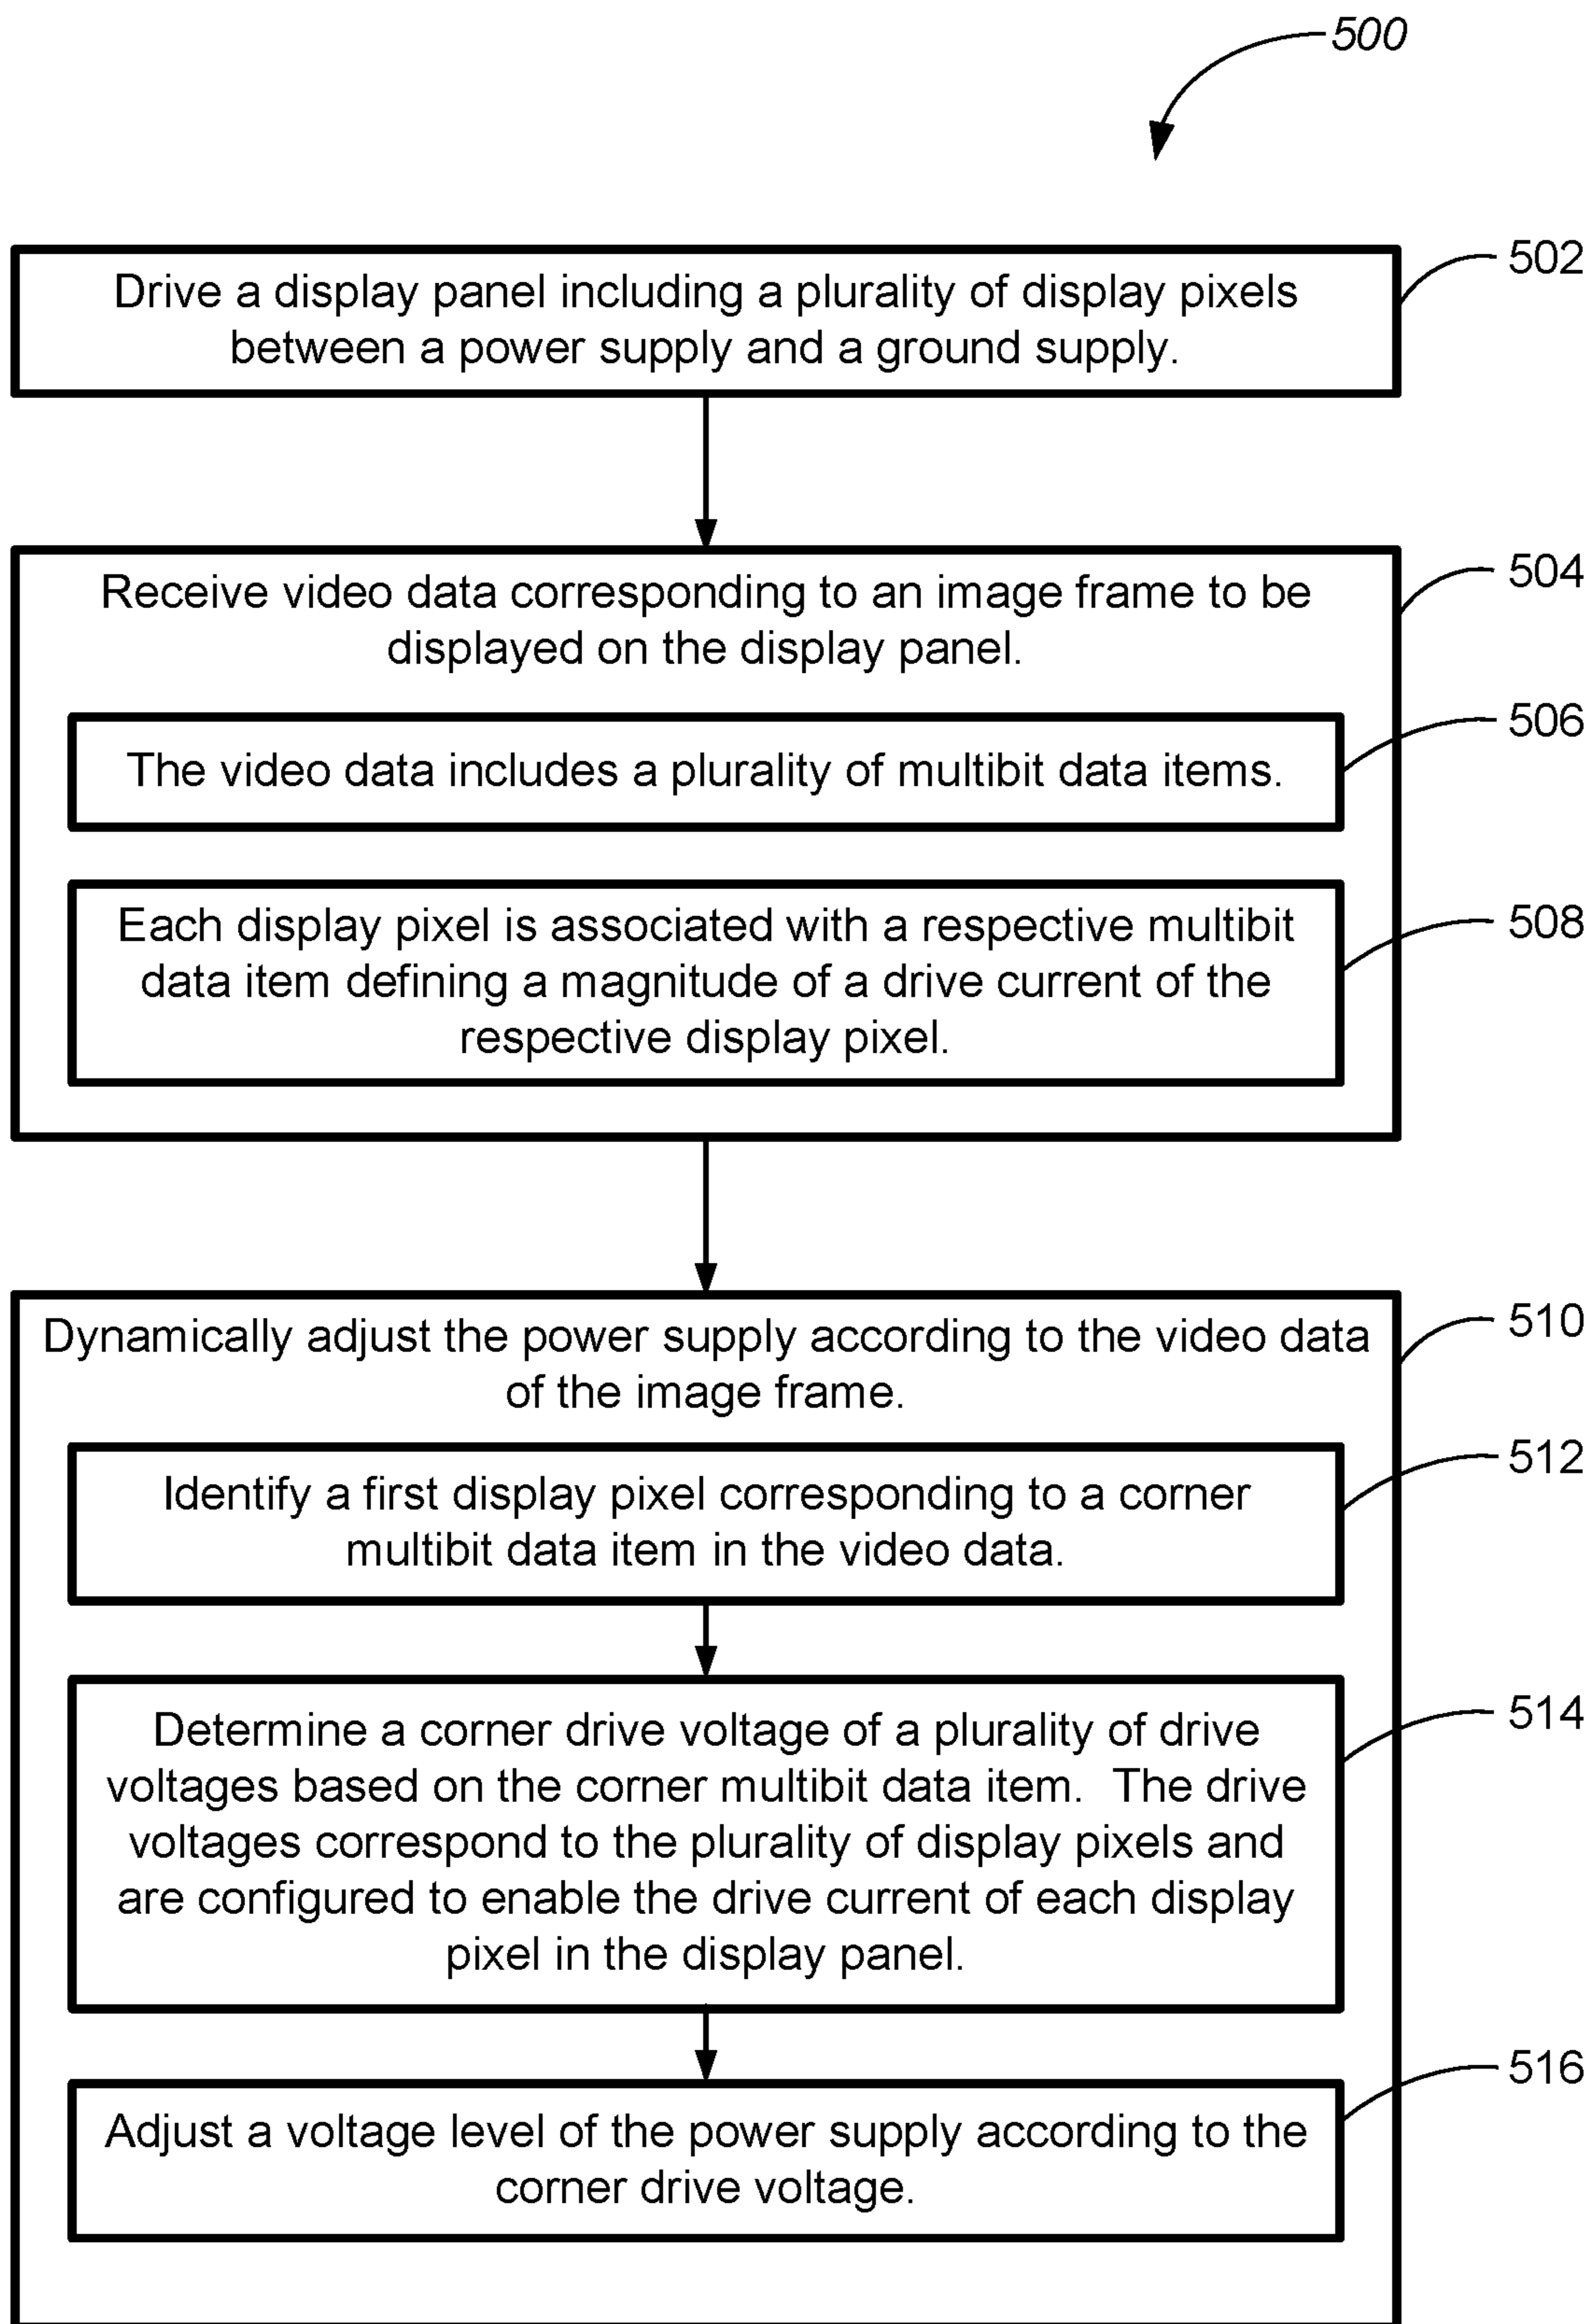 500
502
Drive a display panel including a plurality of display pixels
between a power supply and a ground supply.
504
Receive video data corresponding to an image frame to be
displayed on the display panel.
506
The video data includes a plurality of multibit data items.
508
Each display pixel is associated with a respective multibit
data item defining a magnitude of a drive current of the
respective display pixel.
510
Dynamically adjust the power supply according to the video data
of the image frame.
512
Identify a first display pixel corresponding to a corner
multibit data item in the video data.
514
Determine a corner drive voltage of a plurality of drive
voltages based on the corner multibit data item.  The drive
voltages correspond to the plurality of display pixels and
are configured to enable the drive current of each display
pixel in the display panel.
516
Adjust a voltage level of the power supply according to the
corner drive voltage.